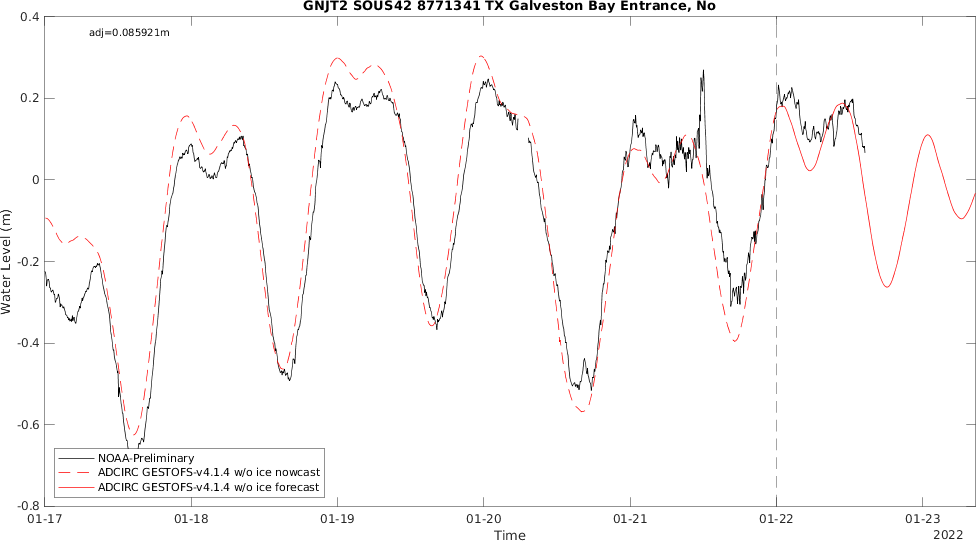 GNJT2 SOUS42 8771341 TX Galveston Bay Entrance, No
adj=0.085921m
0.4
0.2
0
-0.2
-0.4
-0.6
-0.8
Water Level (m)
NOAA-Preliminary
ADCIRC GESTOFS-v4.1.4 w/o ice nowcast
ADCIRC GESTOFS-v4.1.4 w/o ice forecast
01-17 01-18 01-19 01-20 01-21 01-22 01-23
Time
2022